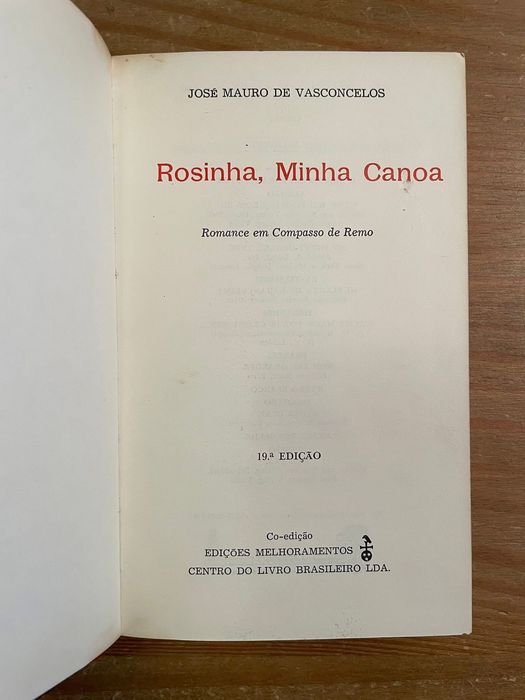 JOSÉ MAURO DE VASCONCELOS
Rosinha, Minha Canoa
Romance em Compasso de Remo
19.ª EDIÇÃO
Co-edição
EDIÇÕES MELHORAMENTOS
CENTRO DO LIVRO BRASILEIRO LDA.